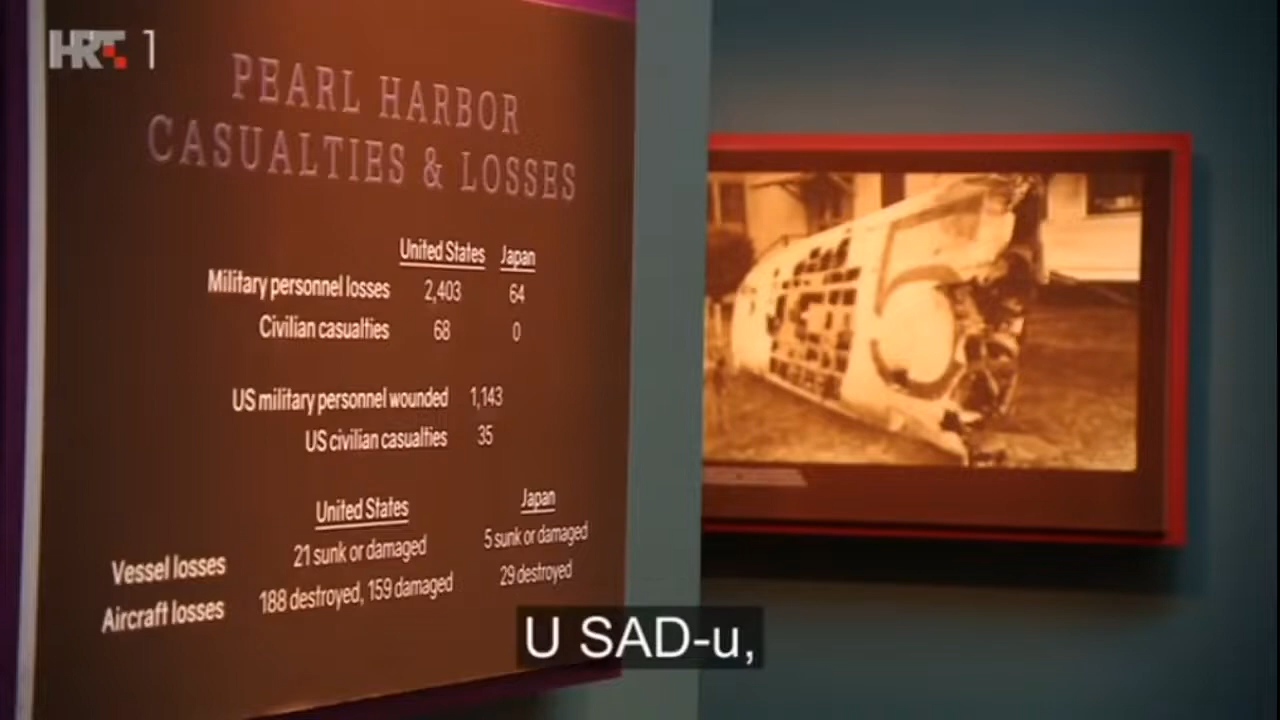 HRT 1
PEARL HARBOR
CASUALTIES & LOSSES
United States Japan
Military personnel losses 2,403 64
Civilian casualties 68 0
US military personnel wounded 1,143
US civilian casualties 35
United States Japan
Vessel losses 21 sunk or damaged 5 sunk or damaged
Aircraft losses 188 destroyed, 159 damaged 29 destroyed
5
U SAD-u,